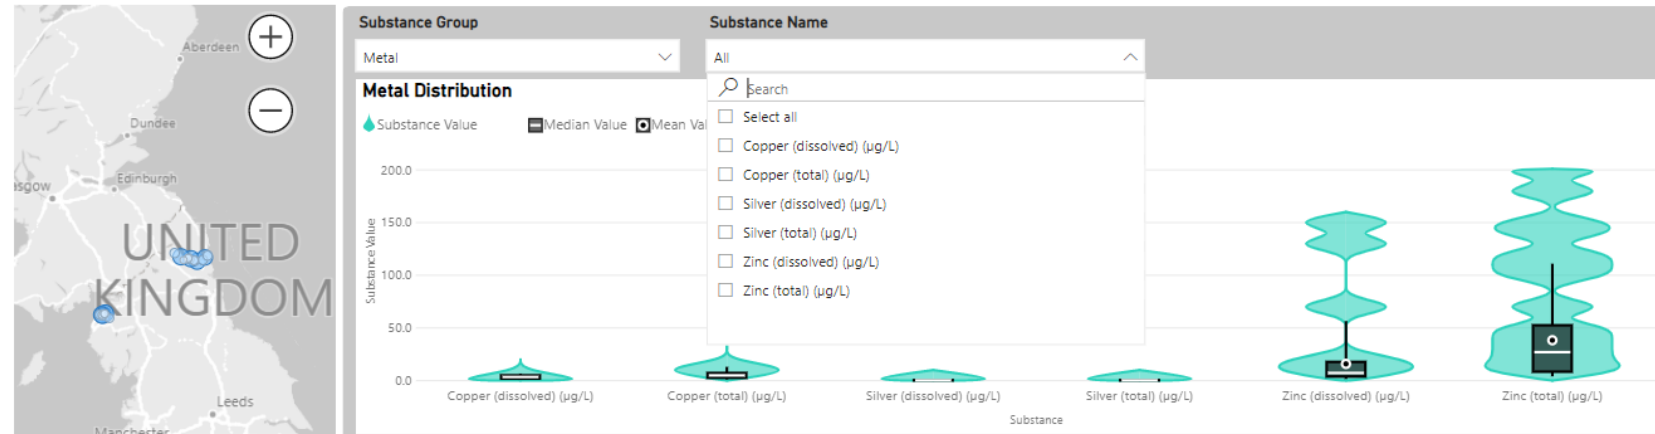 Aberdeen
Dundee
Edinburgh
asgow
UNITED
KINGDOM
Leeds
Manchester
Substance Group
Substance Name
Metal
All
Search
Select all
Copper (dissolved) (µg/L)
Copper (total) (µg/L)
Silver (dissolved) (µg/L)
Silver (total) (µg/L)
Zinc (dissolved) (µg/L)
Zinc (total) (µg/L)
Metal Distribution
Substance Value
Median Value
Mean Val
Substance Value
200.0
150.0
100.0
50.0
0.0
Copper (dissolved) (µg/L)
Copper (total) (µg/L)
Silver (dissolved) (µg/L)
Silver (total) (µg/L)
Zinc (dissolved) (µg/L)
Zinc (total) (µg/L)
Substance